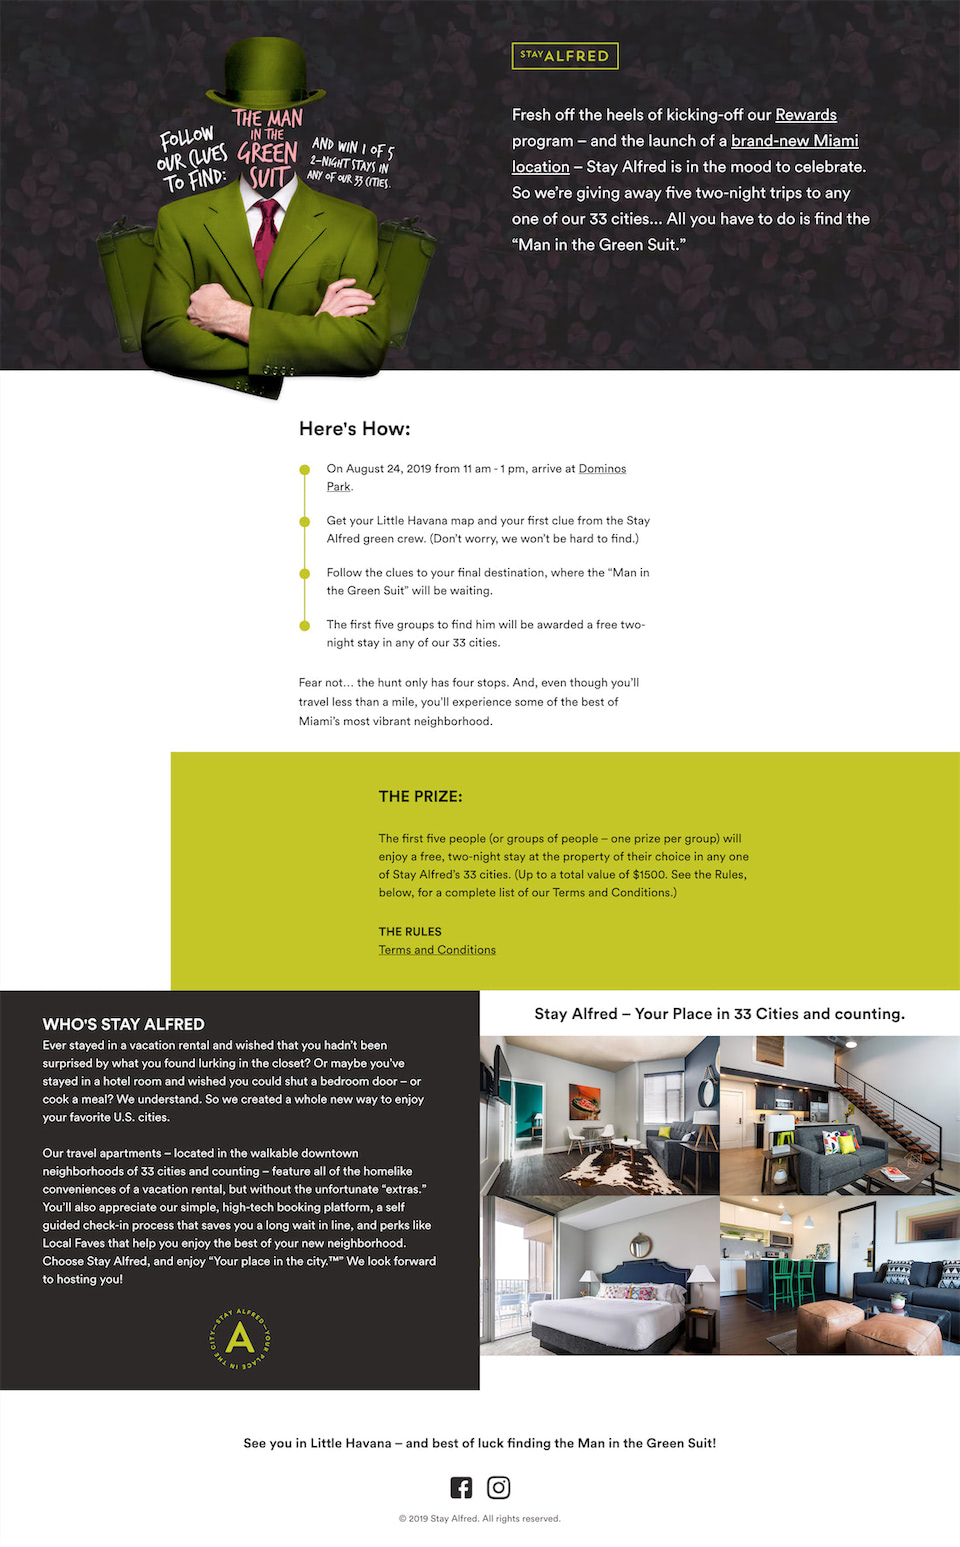 FOLLOW
OUR CLUES
TO FIND:
THE MAN
IN THE
GREEN
SUIT
AND WIN 1 OF 5
2-NIGHT STAYS IN
ANY OF OUR 33 CITIES.
STAY ALFRED
Fresh off the heels of kicking-off our Rewards
program – and the launch of a brand-new Miami
location – Stay Alfred is in the mood to celebrate.
So we’re giving away five two-night trips to any
one of our 33 cities... All you have to do is find the
“Man in the Green Suit.”
Here's How:
On August 24, 2019 from 11 am - 1 pm, arrive at Dominos
Park.
Get your Little Havana map and your first clue from the Stay
Alfred green crew. (Don’t worry, we won’t be hard to find.)
Follow the clues to your final destination, where the “Man in
the Green Suit” will be waiting.
The first five groups to find him will be awarded a free two-
night stay in any of our 33 cities.
Fear not… the hunt only has four stops. And, even though you’ll
travel less than a mile, you’ll experience some of the best of
Miami’s most vibrant neighborhood.
THE PRIZE:
The first five people (or groups of people – one prize per group) will
enjoy a free, two-night stay at the property of their choice in any one
of Stay Alfred’s 33 cities. (Up to a total value of $1500. See the Rules,
below, for a complete list of our Terms and Conditions.)
THE RULES
Terms and Conditions
WHO'S STAY ALFRED
Ever stayed in a vacation rental and wished that you hadn’t been
surprised by what you found lurking in the closet? Or maybe you’ve
stayed in a hotel room and wished you could shut a bedroom door – or
cook a meal? We understand. So we created a whole new way to enjoy
your favorite U.S. cities.
Our travel apartments – located in the walkable downtown
neighborhoods of 33 cities and counting – feature all of the homelike
conveniences of a vacation rental, but without the unfortunate “extras.”
You’ll also appreciate our simple, high-tech booking platform, a self
guided check-in process that saves you a long wait in line, and perks like
Local Faves that help you enjoy the best of your new neighborhood.
Choose Stay Alfred, and enjoy “Your place in the city.™” We look forward
to hosting you!
STAY ALFRED—YOUR PLACE IN THE CITY—
A
Stay Alfred – Your Place in 33 Cities and counting.
See you in Little Havana – and best of luck finding the Man in the Green Suit!
© 2019 Stay Alfred. All rights reserved.